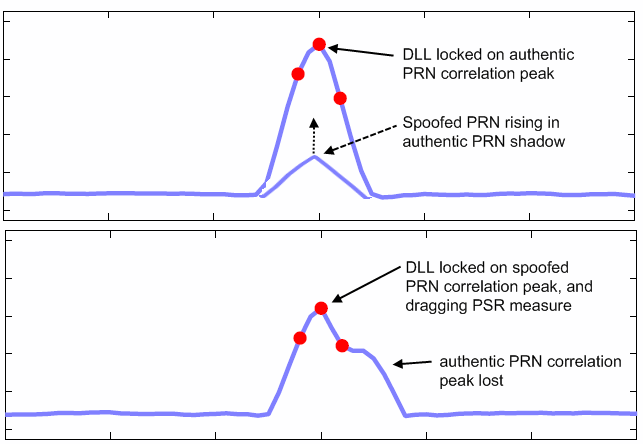 DLL locked on authentic
PRN correlation peak
Spoofed PRN rising in
authentic PRN shadow
DLL locked on spoofed
PRN correlation peak, and
dragging PSR measure
authentic PRN correlation
peak lost